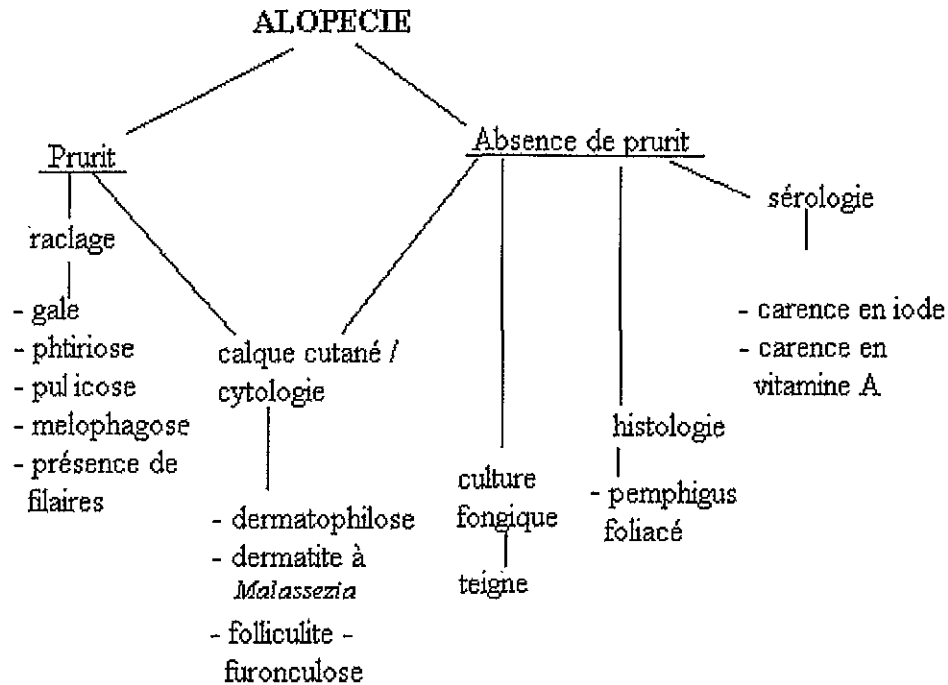 ALOPECIE
Prurit
Absence de prurit
raclage
- gale
- phtiriose
- pulicose
- melophagose
- présence de
filaires
calque cutané /
cytologie
- dermatophilose
- dermatite à
Malassezia
- folliculite -
furonculose
culture
fongique
teigne
histologie
- pemphigus
foliacé
sérologie
- carence en iode
- carence en
vitamine A